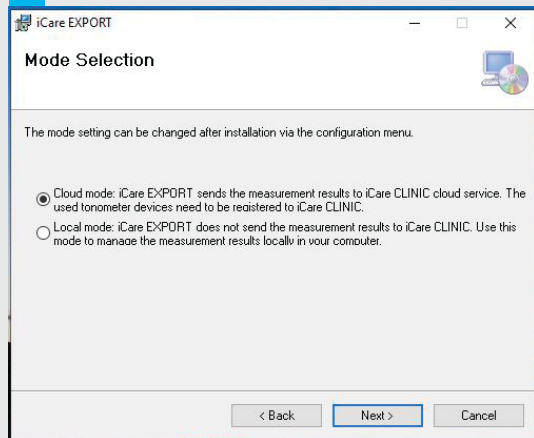 iCare EXPORT
Mode Selection
The mode setting can be changed after installation via the configuration menu.
Cloud mode: iCare EXPORT sends the measurement results to iCare CLINIC cloud service. The
used tonometer devices need to be registered to iCare CLINIC.
Local mode: iCare EXPORT does not send the measurement results to iCare CLINIC. Use this
mode to manage the measurement results locally in your computer.
< Back
Next >
Cancel